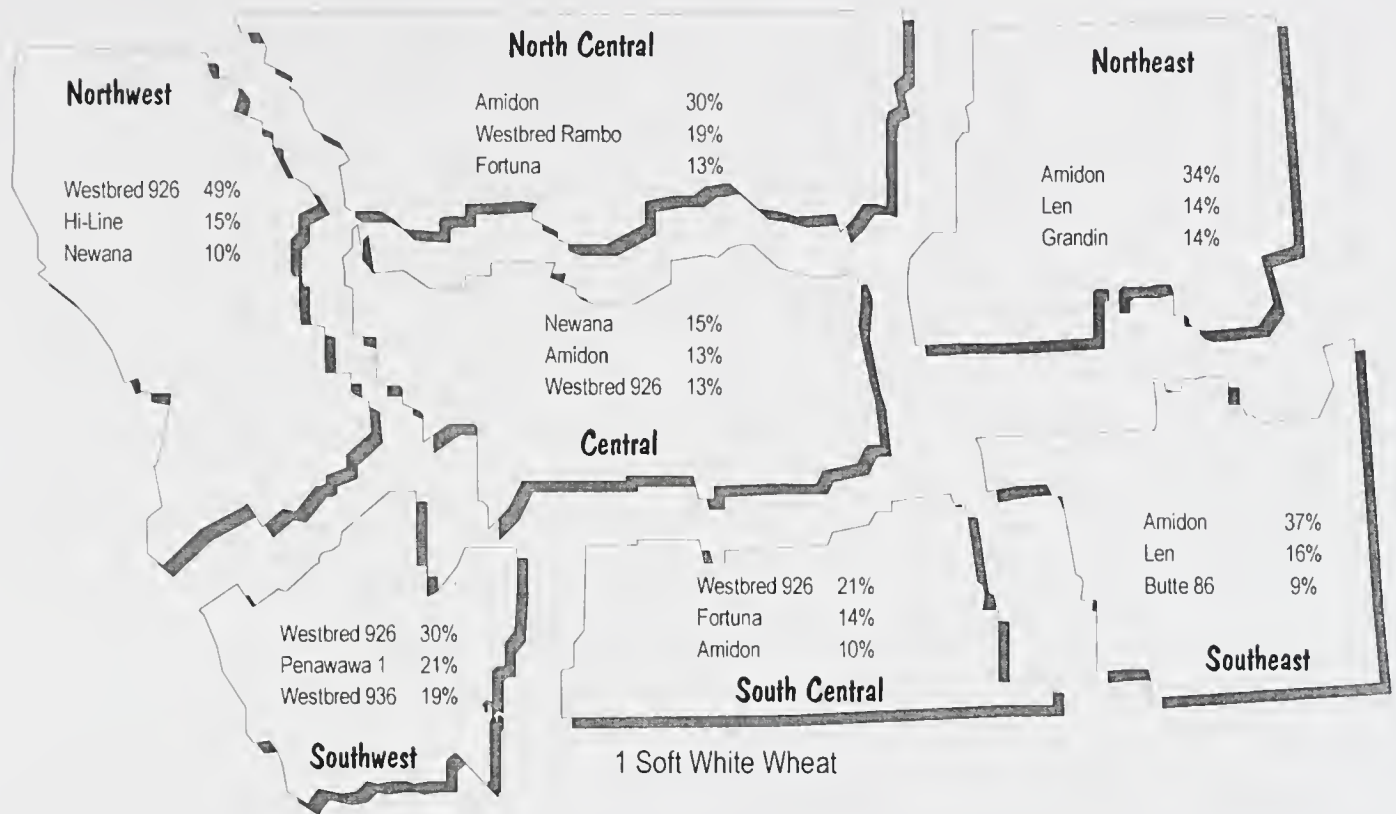 Northwest
Westbred 926 49%
Hi-Line 15%
Newana 10%
North Central
Amidon 30%
Westbred Rambo 19%
Fortuna 13%
Northeast
Amidon 34%
Len 14%
Grandin 14%
Newana 15%
Amidon 13%
Westbred 926 13%
Central
Westbred 926 30%
Penawawa 1 21%
Westbred 936 19%
Southwest
Westbred 926 21%
Fortuna 14%
Amidon 10%
South Central
Amidon 37%
Len 16%
Butte 86 9%
Southeast
1 Soft White Wheat